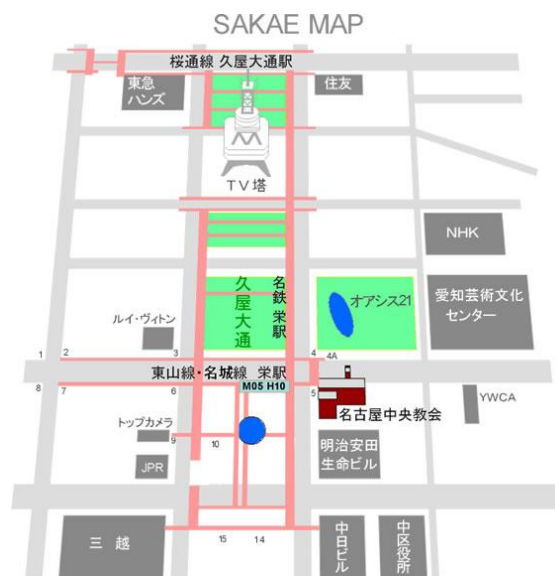 SAKAE MAP
桜通線 久屋大通駅
東急
ハンズ
住友
TV塔
NHK
久屋大通
名鉄 栄駅
オアシス21
愛知芸術文化
センター
ルイ・ヴィトン
1
2
3
4
4A
東山線・名城線 栄駅
8
7
6
M05 H10
5
名古屋中央教会
YWCA
トップカメラ
9
10
明治安田
生命ビル
JPR
三越
15
14
中日ビル
中区役所